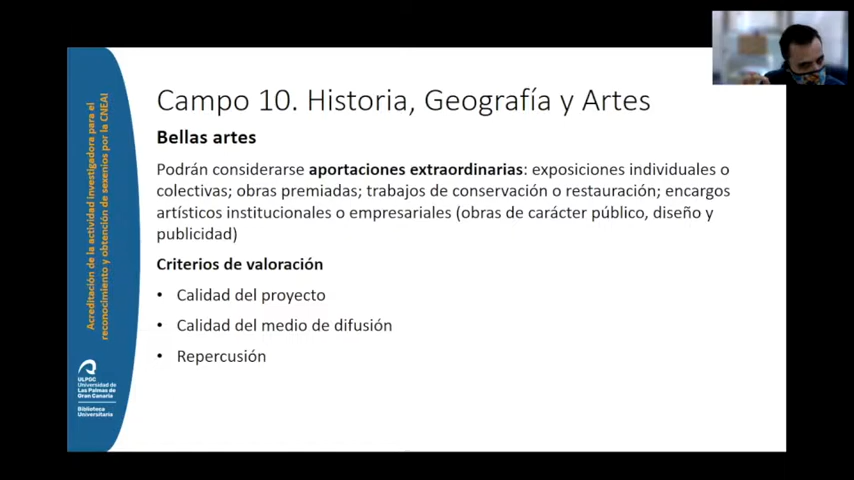 Campo 10. Historia, Geografía y Artes
Bellas artes
Podrán considerarse aportaciones extraordinarias: exposiciones individuales o
colectivas; obras premiadas; trabajos de conservación o restauración; encargos
artísticos institucionales o empresariales (obras de carácter público, diseño y
publicidad)
Criterios de valoración
• Calidad del proyecto
• Calidad del medio de difusión
• Repercusión
Acreditación de la actividad investigadora para el
reconocimiento y obtención de sexenios por la CNEAI
ULPGC
Universidad de
Las Palmas de
Gran Canaria
Biblioteca
Universitaria